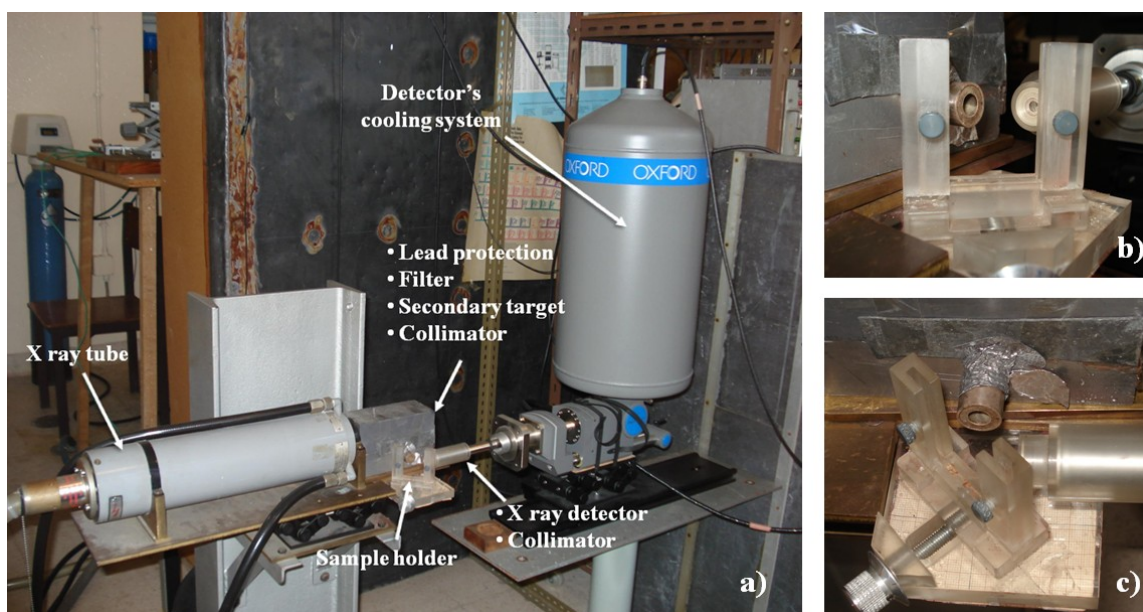 Detector's
cooling system
OXFORD OXFORD
• Lead protection
• Filter
• Secondary target
• Collimator
X ray tube
• X ray detector
• Collimator
Sample holder
a)
b)
c)